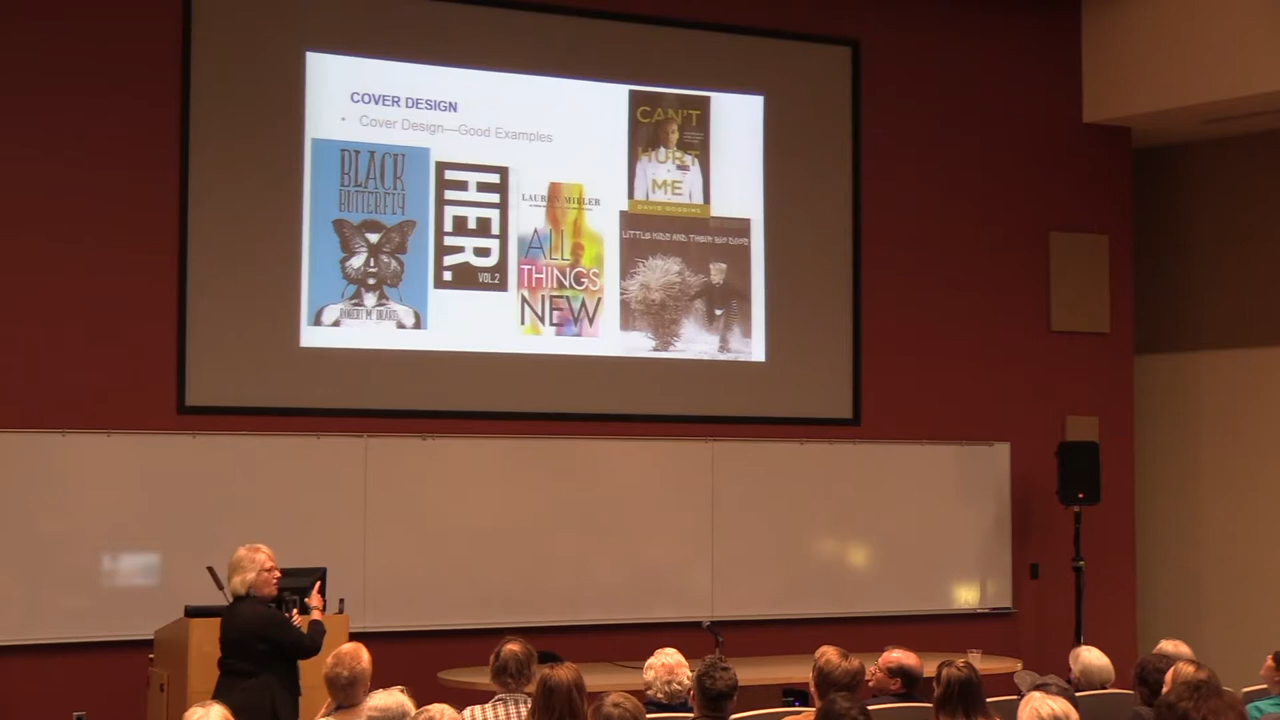 COVER DESIGN
• Cover Design—Good Examples
BLACK
BUTTERFLY
ROBERT M. DRAKE
HER.
VOL.2
LAUREN MILLER
ALL
THINGS
NEW
CAN'T
HURT
ME
DAVID GOGGINS
LITTLE KIDS AND THEIR BIG DOGS